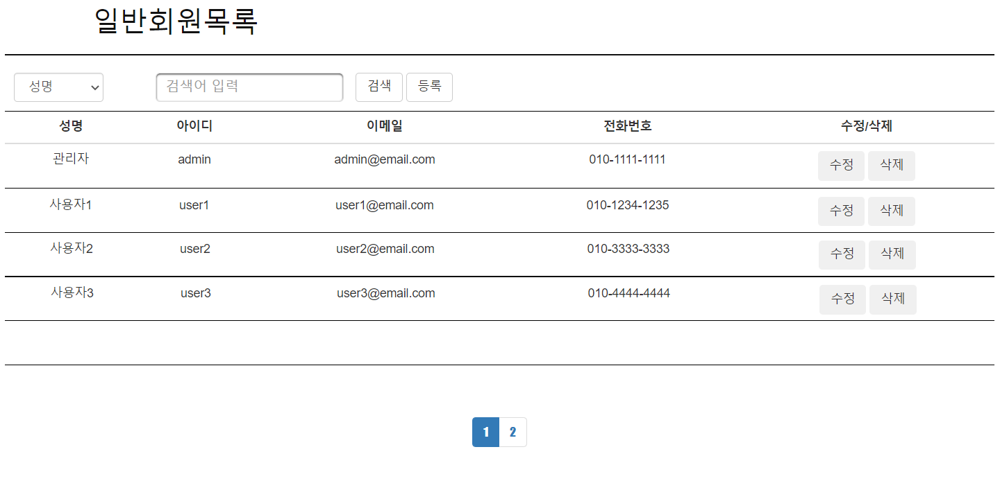 일반회원목록
성명 검색어 입력 검색 등록
성명 아이디 이메일 전화번호 수정/삭제
관리자 admin admin@email.com 010-1111-1111 수정 삭제
사용자1 user1 user1@email.com 010-1234-1235 수정 삭제
사용자2 user2 user2@email.com 010-3333-3333 수정 삭제
사용자3 user3 user3@email.com 010-4444-4444 수정 삭제
1 2